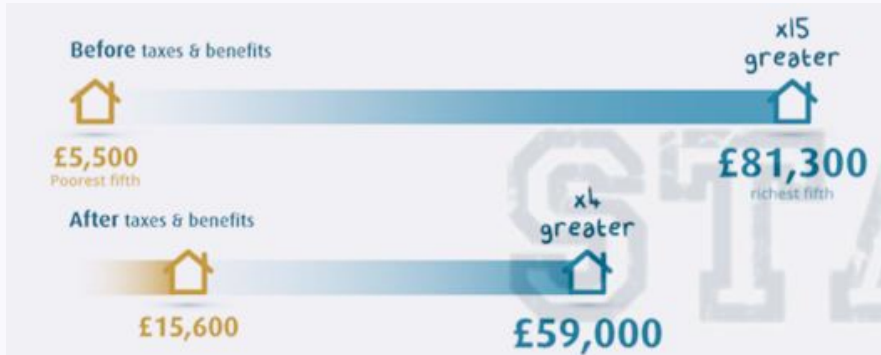 Before taxes & benefits
x15
greater
£5,500
Poorest fifth
£81,300
richest fifth
After taxes & benefits
x4
greater
£15,600
£59,000
STA